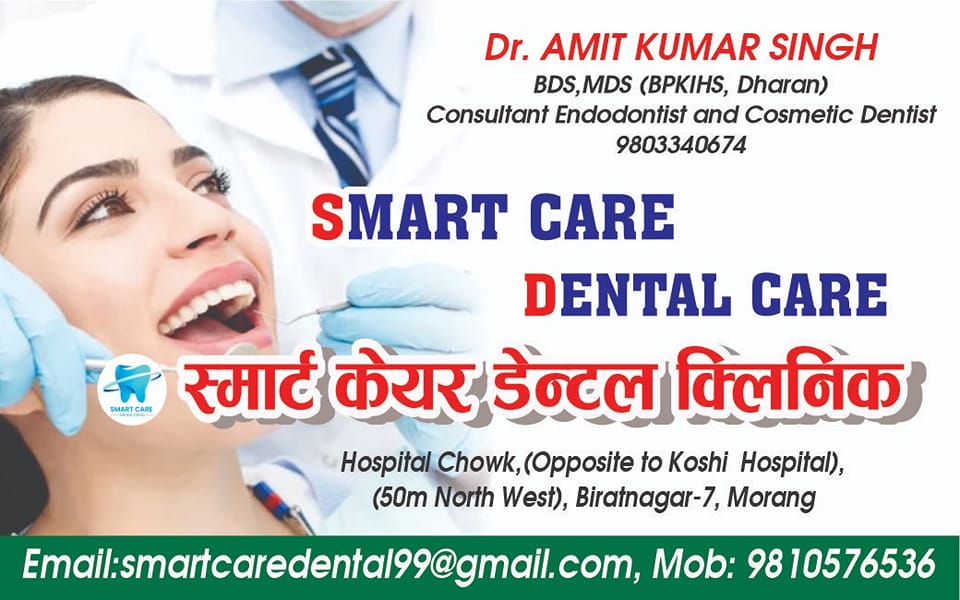 Dr. AMIT KUMAR SINGH
BDS,MDS (BPKIHS, Dharan)
Consultant Endodontist and Cosmetic Dentist
9803340674
SMART CARE
DENTAL CARE
स्मार्ट केयर डेन्टल क्लिनिक
SMART CARE
Hospital Chowk,(Opposite to Koshi Hospital),
(50m North West), Biratnagar-7, Morang
Email:smartcaredental99@gmail.com, Mob: 9810576536